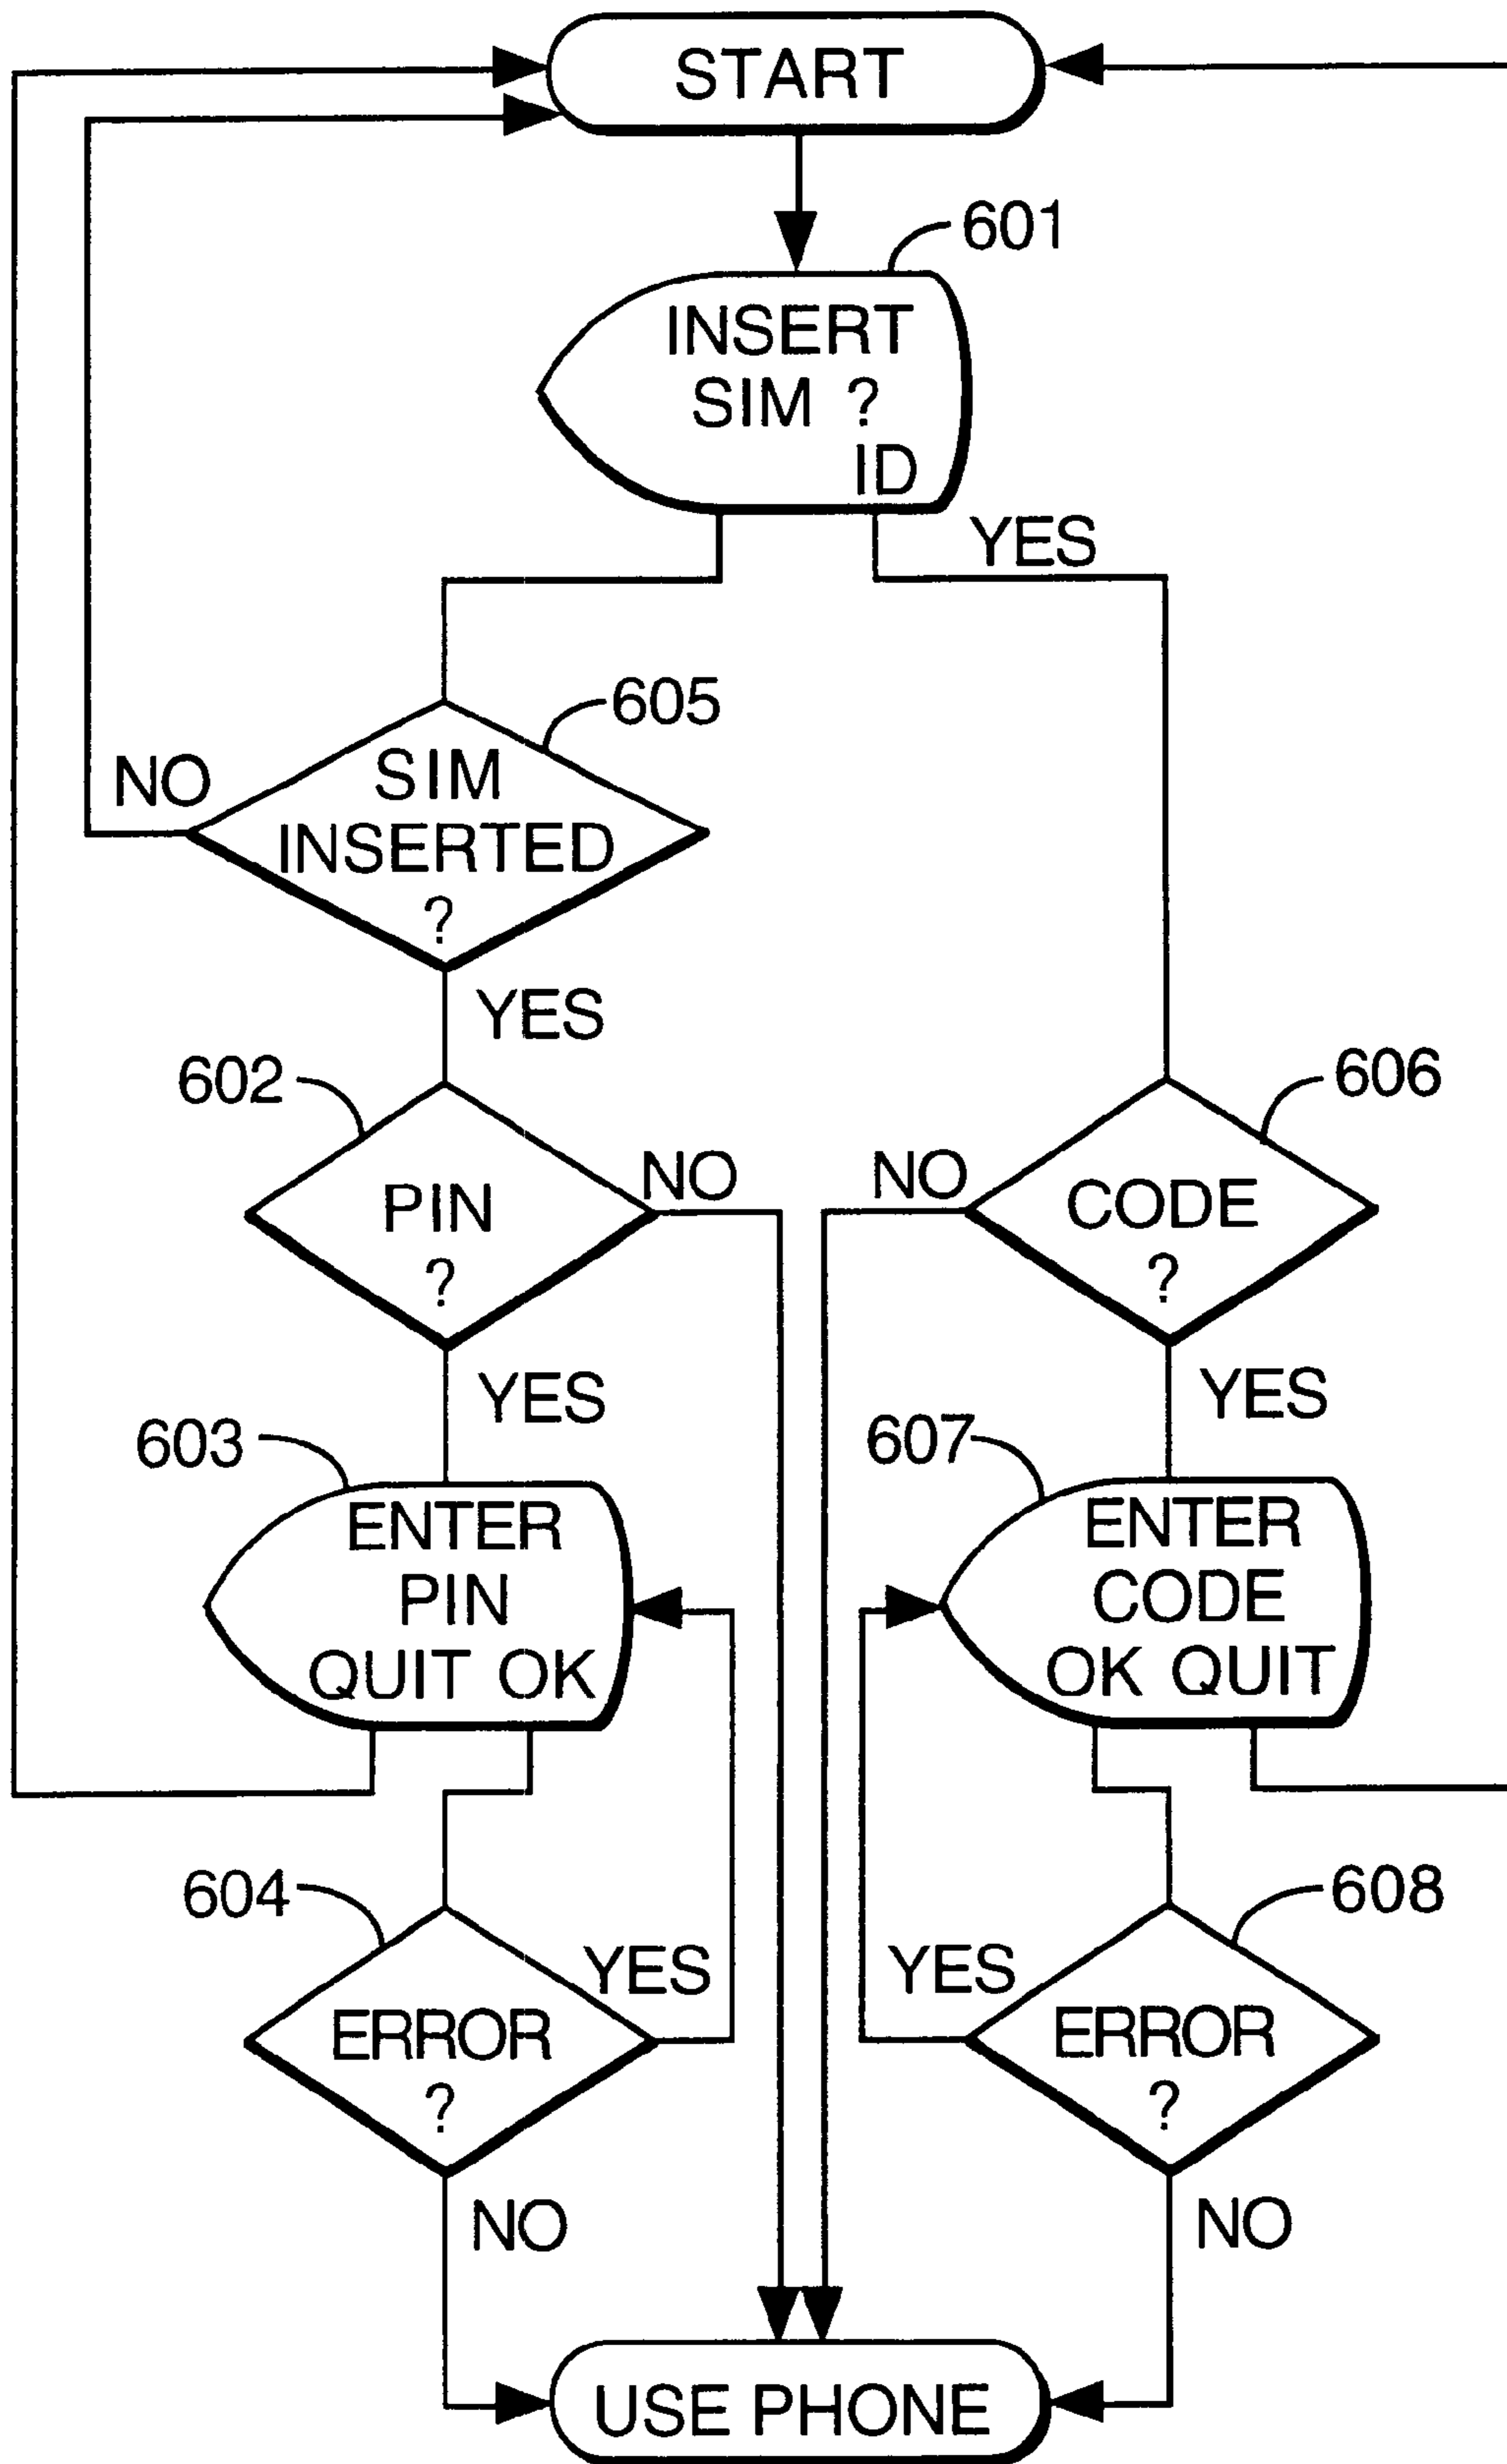 START
601
INSERT
SIM ?
ID
YES
605
NO
SIM
INSERTED
?
YES
602
606
PIN
?
NO
NO
CODE
?
YES
YES
603
607
ENTER
PIN
QUIT OK
ENTER
CODE
OK QUIT
604
608
YES
YES
ERROR
?
ERROR
?
NO
NO
USE PHONE